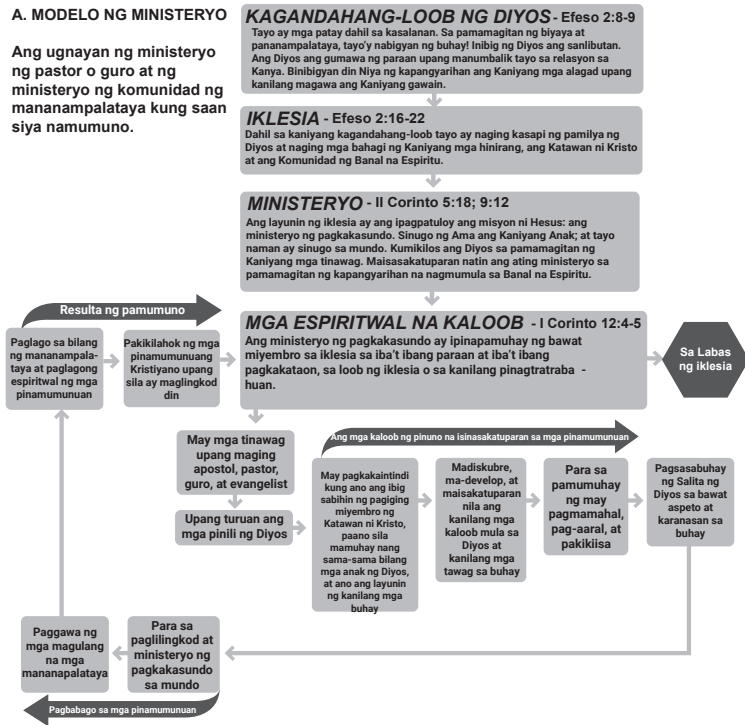 A. MODELO NG MINISTERYO
Ang ugnayan ng ministeryo
ng pastor o guro at ng
ministeryo ng komunidad ng
mananampalataya kung saan
siya namumuno.
KAGANDAHANG-LOOB NG DIYOS - Efeso 2:8-9
Tayo ay mga patay dahil sa kasalanan. Sa pamamagitan ng biyaya at
pananampalataya, tayo'y nabigyan ng buhay! Inibig ng Diyos ang sanlibutan.
Ang Diyos ang gumawa ng paraan upang manumbalik tayo sa relasyon sa
Kanya. Binibigyan din Niya ng kapangyarihan ang Kaniyang mga alagad upang
kanilang magawa ang Kaniyang gawain.
IKLESIA - Efeso 2:16-22
Dahil sa kaniyang kagandahang-loob tayo ay naging kasapi ng pamilya ng
Diyos at naging mga bahagi ng Kaniyang mga hinirang, ang Katawan ni Kristo
at ang Komunidad ng Banal na Espiritu.
MINISTERYO - II Corinto 5:18; 9:12
Ang layunin ng iklesia ay ang ipagpatuloy ang misyon ni Hesus: ang
ministeryo ng pagkakasundo. Sinugo ng Ama ang Kaniyang Anak; at tayo
naman ay sinugo sa mundo. Kumikilos ang Diyos sa pamamagitan ng
Kaniyang mga tinawag. Maisasakatuparan natin ang ating ministeryo sa
pamamagitan ng kapangyarihan na nagmumula sa Banal na Espiritu.
MGA ESPIRITWAL NA KALOOB - I Corinto 12:4-5
Ang ministeryo ng pagkakasundo ay ipinapamuhay ng bawat
miyembro sa iklesia sa iba't ibang paraan at iba't ibang
pagkakataon, sa loob ng iklesia o sa kanilang pinagtratraba -
huan.
Sa Labas
ng iklesia
Resulta ng pamumuno
Paglago sa bilang
ng mananampala-
taya at paglagong
espiritwal ng mga
pinamumunuan
Pakikilahok ng mga
pinamumunuang
Kristiyano upang
sila ay maglingkod
din
May mga tinawag
upang maging
apostol, pastor,
guro, at evangelist
Upang turuan ang
mga pinili ng Diyos
Ang mga kaloob ng pinuno na isinasakatuparan sa mga pinamumunuan
May pagkakaintindi
kung ano ang ibig
sabihin ng pagiging
miyembro ng
Katawan ni Kristo,
paano sila
mamuhay nang
sama-sama bilang
mga anak ng Diyos,
at ano ang layunin
ng kanilang mga
buhay
Madiskubre,
ma-develop, at
maisakatuparan
nila ang
kanilang mga
kaloob mula sa
Diyos at
kanilang mga
tawag sa buhay
Para sa
pamumuhay
ng may
pagmamahal,
pag-aaral, at
pakikiisa
Pagsasabuhay
ng Salita ng
Diyos sa bawat
aspeto at
karanasan sa
buhay
Para sa
paglilingkod at
ministeryo ng
pagkakasundo
sa mundo
Paggawa ng
mga magulang
na mga
mananapalataya
Pagbabago sa mga pinamumunuan